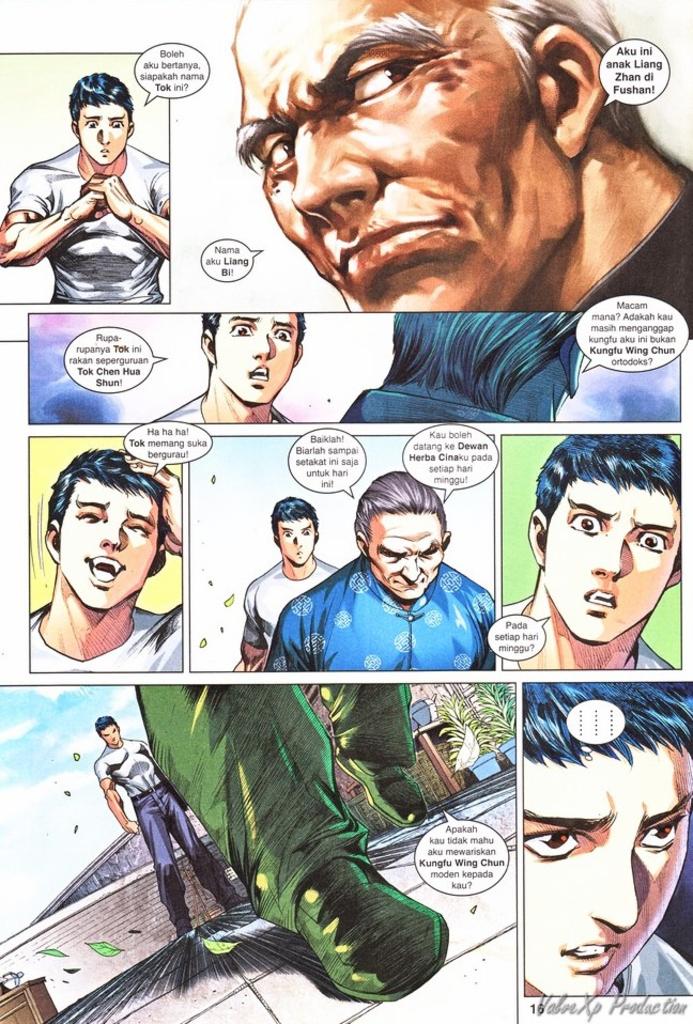 Boleh
aku bertanya,
siapakah nama
Tok ini?
Aku ini
anak Liang
Zhan di
Fushan!
Nama
aku Liang
Bi!
Rupa-
rupanya Tok ini
rakan seperguruan
Tok Chen Hua
Shun!
Macam
mana? Adakah kau
masih menganggap
kungfu aku ini bukan
Kungfu Wing Chun
ortodoks?
Ha ha ha!
Tok memang suka
bergurau!
Baiklah!
Biarlah sampai
setakat ini saja
untuk hari
ini!
Kau boleh
datang ke Dewan
Herba Cinaku pada
setiap hari
minggu!
Pada
setiap hari
minggu?
Apakah
kau tidak mahu
aku mewariskan
Kungfu Wing Chun
moden kepada
kau?
16
ValoeXp Production